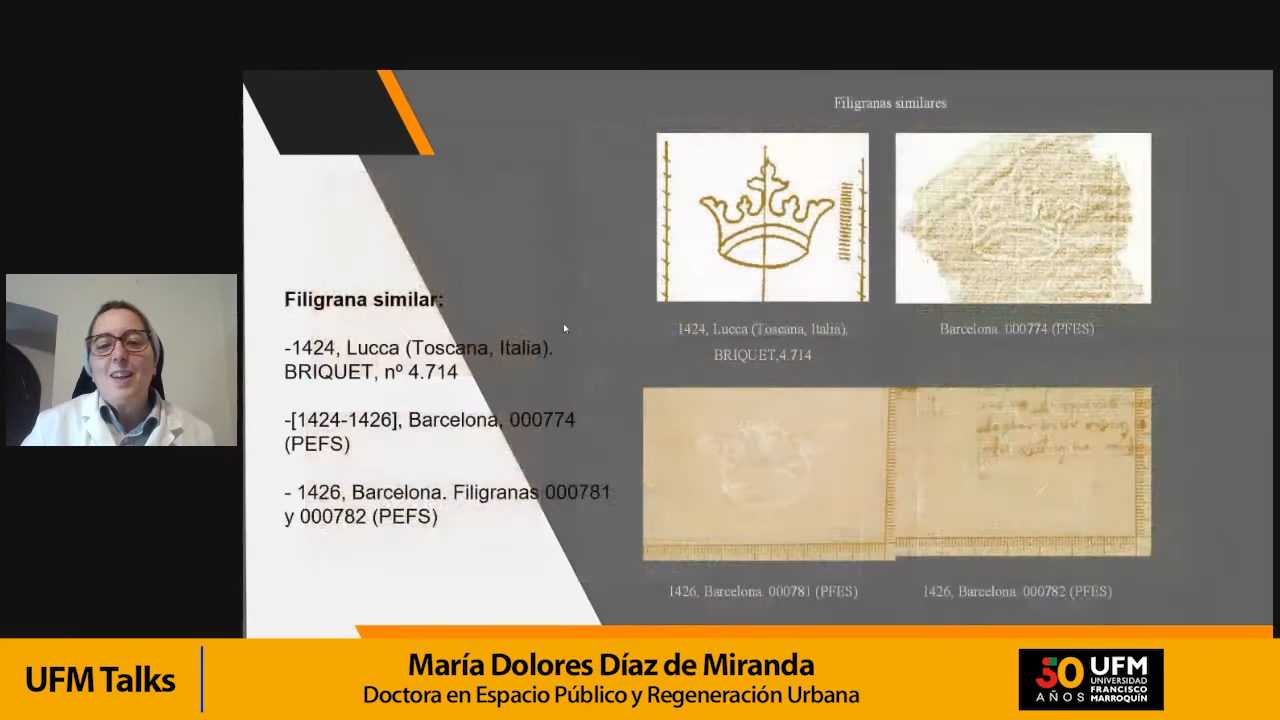 Filigranas similares
1424, Lucca (Toscana, Italia).
BRIQUET,4.714
Barcelona. 000774 (PFES)
Filigrana similar:
-1424, Lucca (Toscana, Italia).
BRIQUET, nº 4.714
-[1424-1426], Barcelona. 000774
(PEFS)
- 1426, Barcelona. Filigranas 000781
y 000782 (PEFS)
1426, Barcelona. 000781 (PFES)
1426, Barcelona. 000782 (PFES)
UFM Talks
María Dolores Díaz de Miranda
Doctora en Espacio Público y Regeneración Urbana
50
AÑOS
UFM
UNIVERSIDAD
FRANCISCO
MARROQUÍN